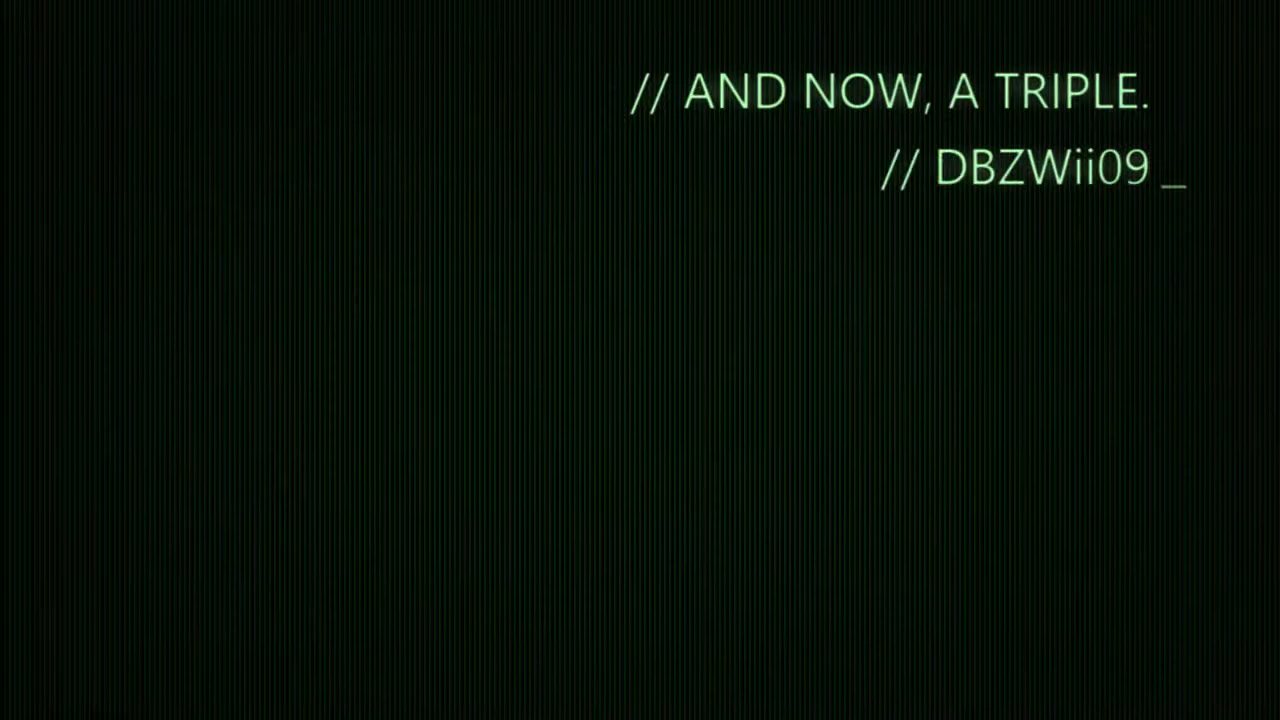 // AND NOW, A TRIPLE.
// DBZWii09 _